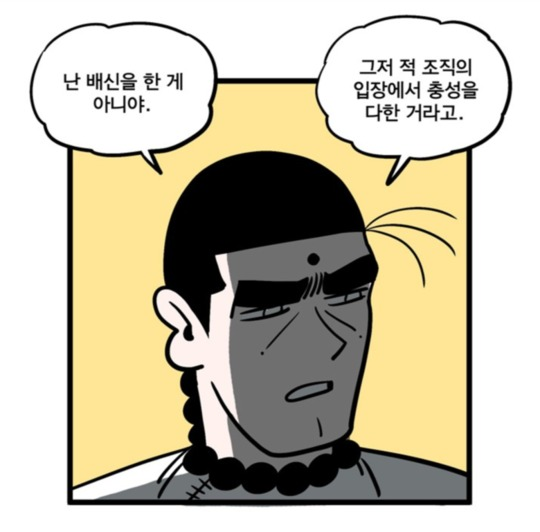 난 배신을 한 게
아니야.
그저 적 조직의
입장에서 충성을
다한 거라고.